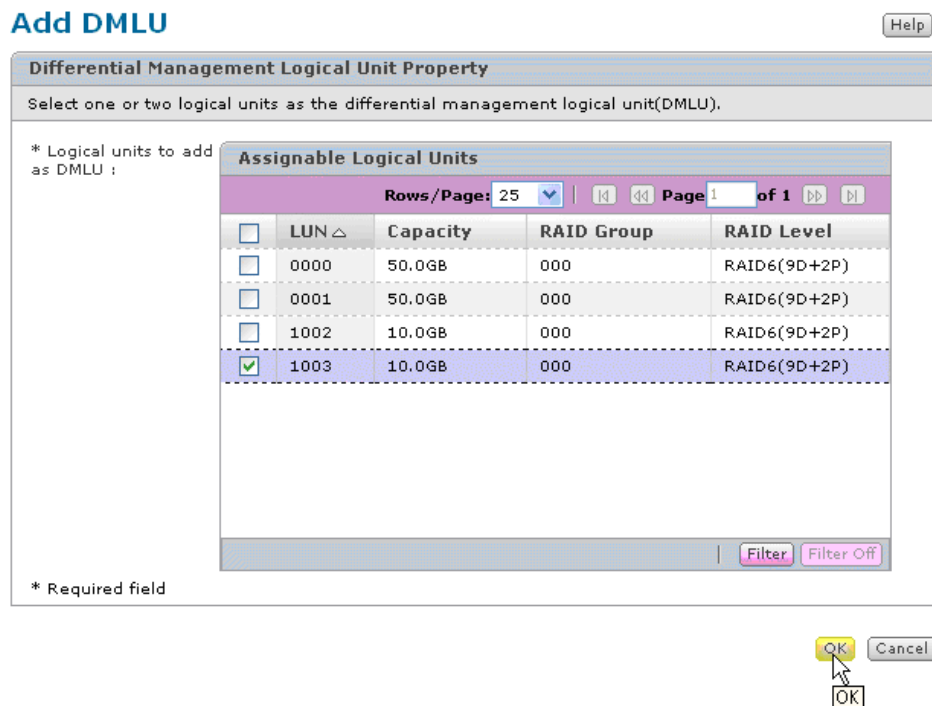 Add DMLU
Help
Differential Management Logical Unit Property
Select one or two logical units as the differential management logical unit(DMLU).
* Logical units to add
as DMLU :
Assignable Logical Units
Rows/Page: 25 Page 1 of 1
LUN Capacity RAID Group RAID Level
0000 50.0GB 000 RAID6(9D+2P)
0001 50.0GB 000 RAID6(9D+2P)
1002 10.0GB 000 RAID6(9D+2P)
1003 10.0GB 000 RAID6(9D+2P)
Filter Filter Off
* Required field
OK Cancel
OK